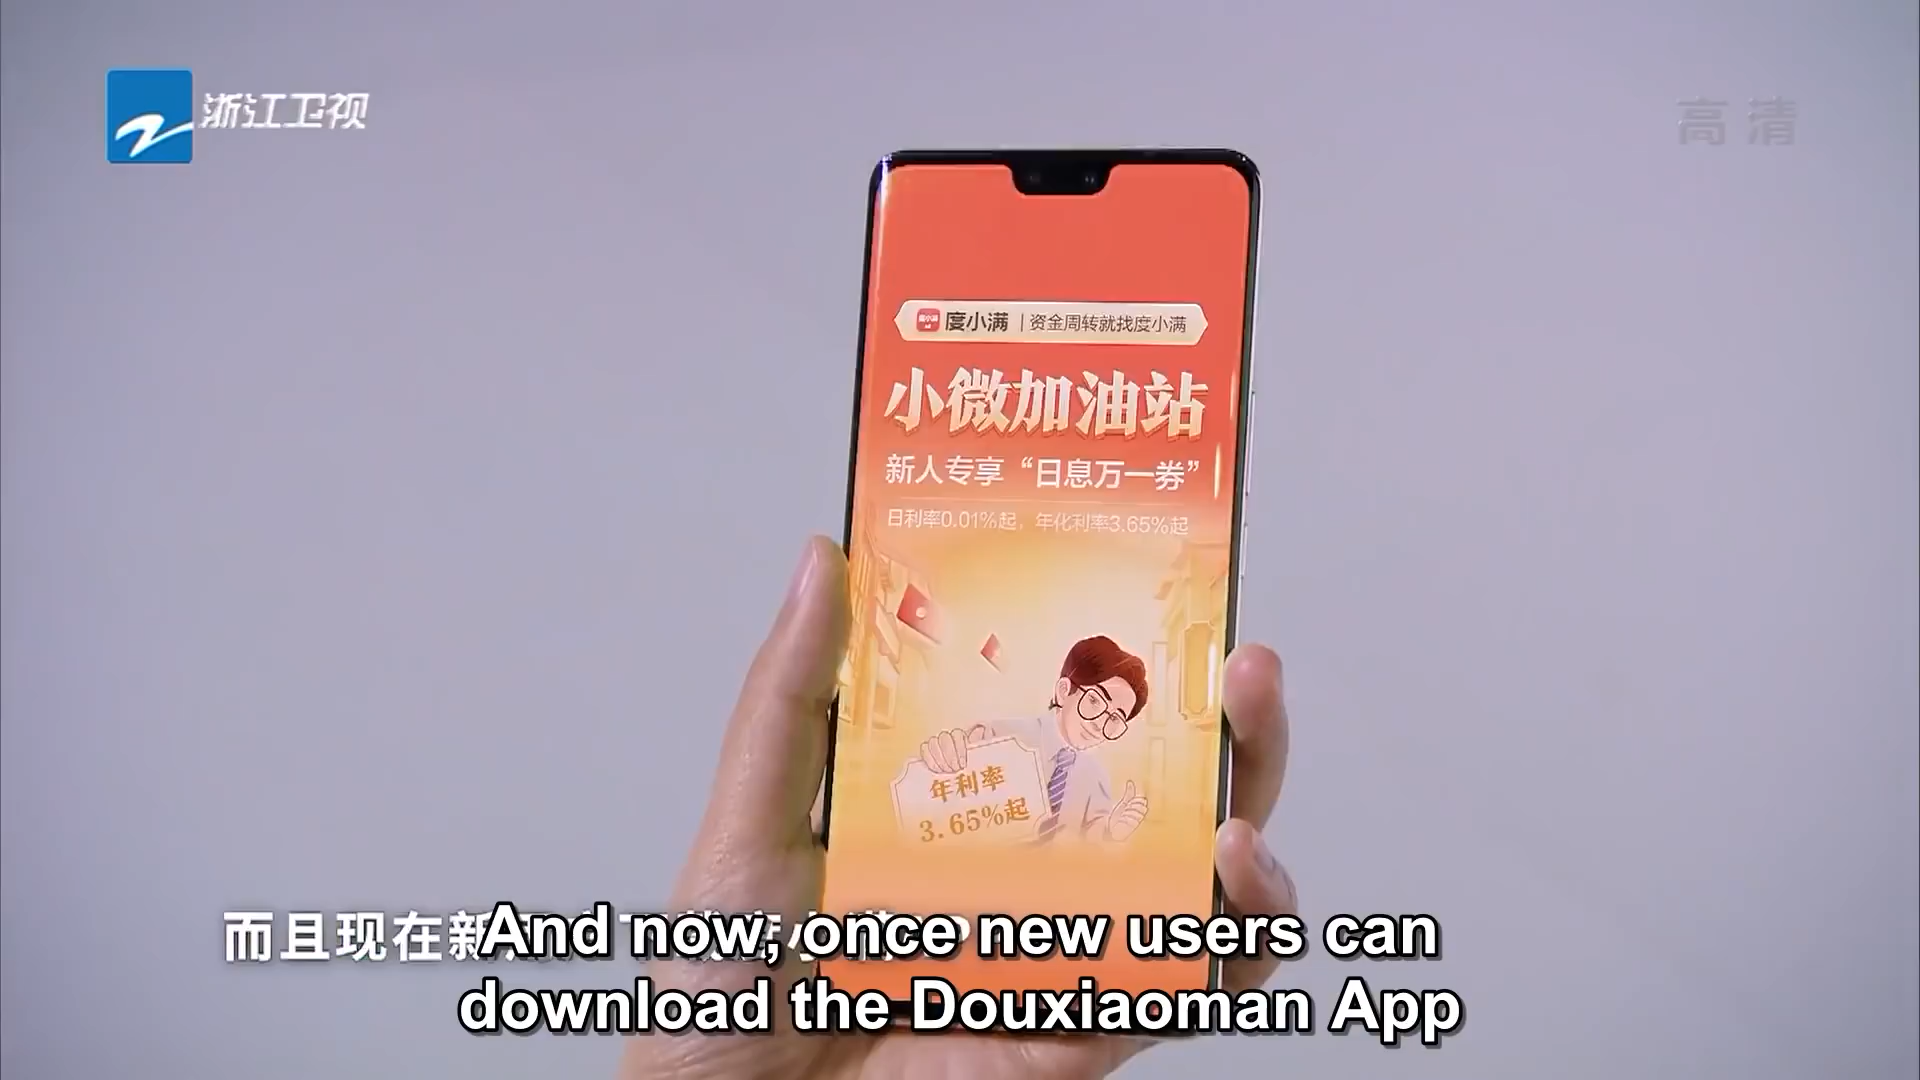 浙江卫视
高清
度小满 | 资金周转就找度小满
小微加油站
新人专享“日息万一券”
日利率0.01%起，年化利率3.65%起
年利率
3.65%起
而且现在新
And now, once new users can
download the Douxiaoman App